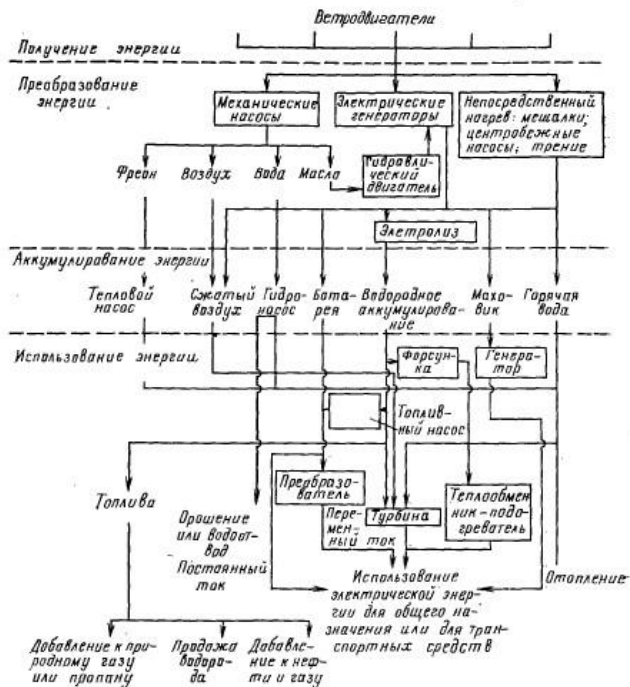 Ветродвигатели
Получение энергии
Преобразование
энергии
Механические
насосы
Электрические
генераторы
Непосредственный
нагрев: мешалки;
центробежные
насосы; трение
Фреон
Воздух
Вода
Масло
Гидравли-
ческий
двигатель
Элетролиз
Аккумулирование энергии
Тепловой
насос
Сжатый
воздух
Гидро-
насос
Бата-
рея
Водородное
аккумулирова-
ние
Махо-
вик
Горячая
вода
Использование энергии
Форсун-
ка
Генера-
тор
Топлив-
ный насос
Топлива
Преобразо-
ватель
Турбина
Теплообмен
ник-подо-
греватель
Орошение
или водоот-
вод
Постоянный
ток
Пере-
мен-
ный ток
Использование
электрической энер-
гии для общего на-
значения или для тран-
спортных средств
Отопление
Добавление к при-
родному газу
или пропану
Продажа
водоро-
да
Добавле-
ние к неф-
ти и газу